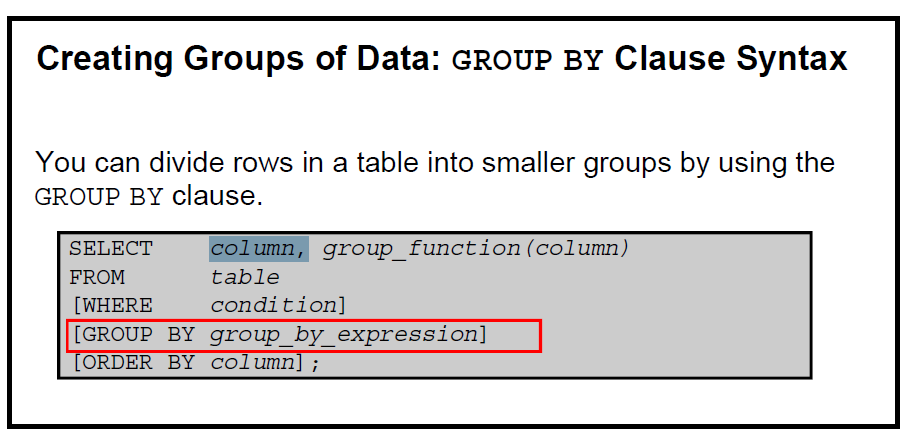 Creating Groups of Data: GROUP BY Clause Syntax
You can divide rows in a table into smaller groups by using the
GROUP BY clause.
SELECT column, group_function(column)
FROM table
[WHERE condition]
[GROUP BY group_by_expression]
[ORDER BY column];